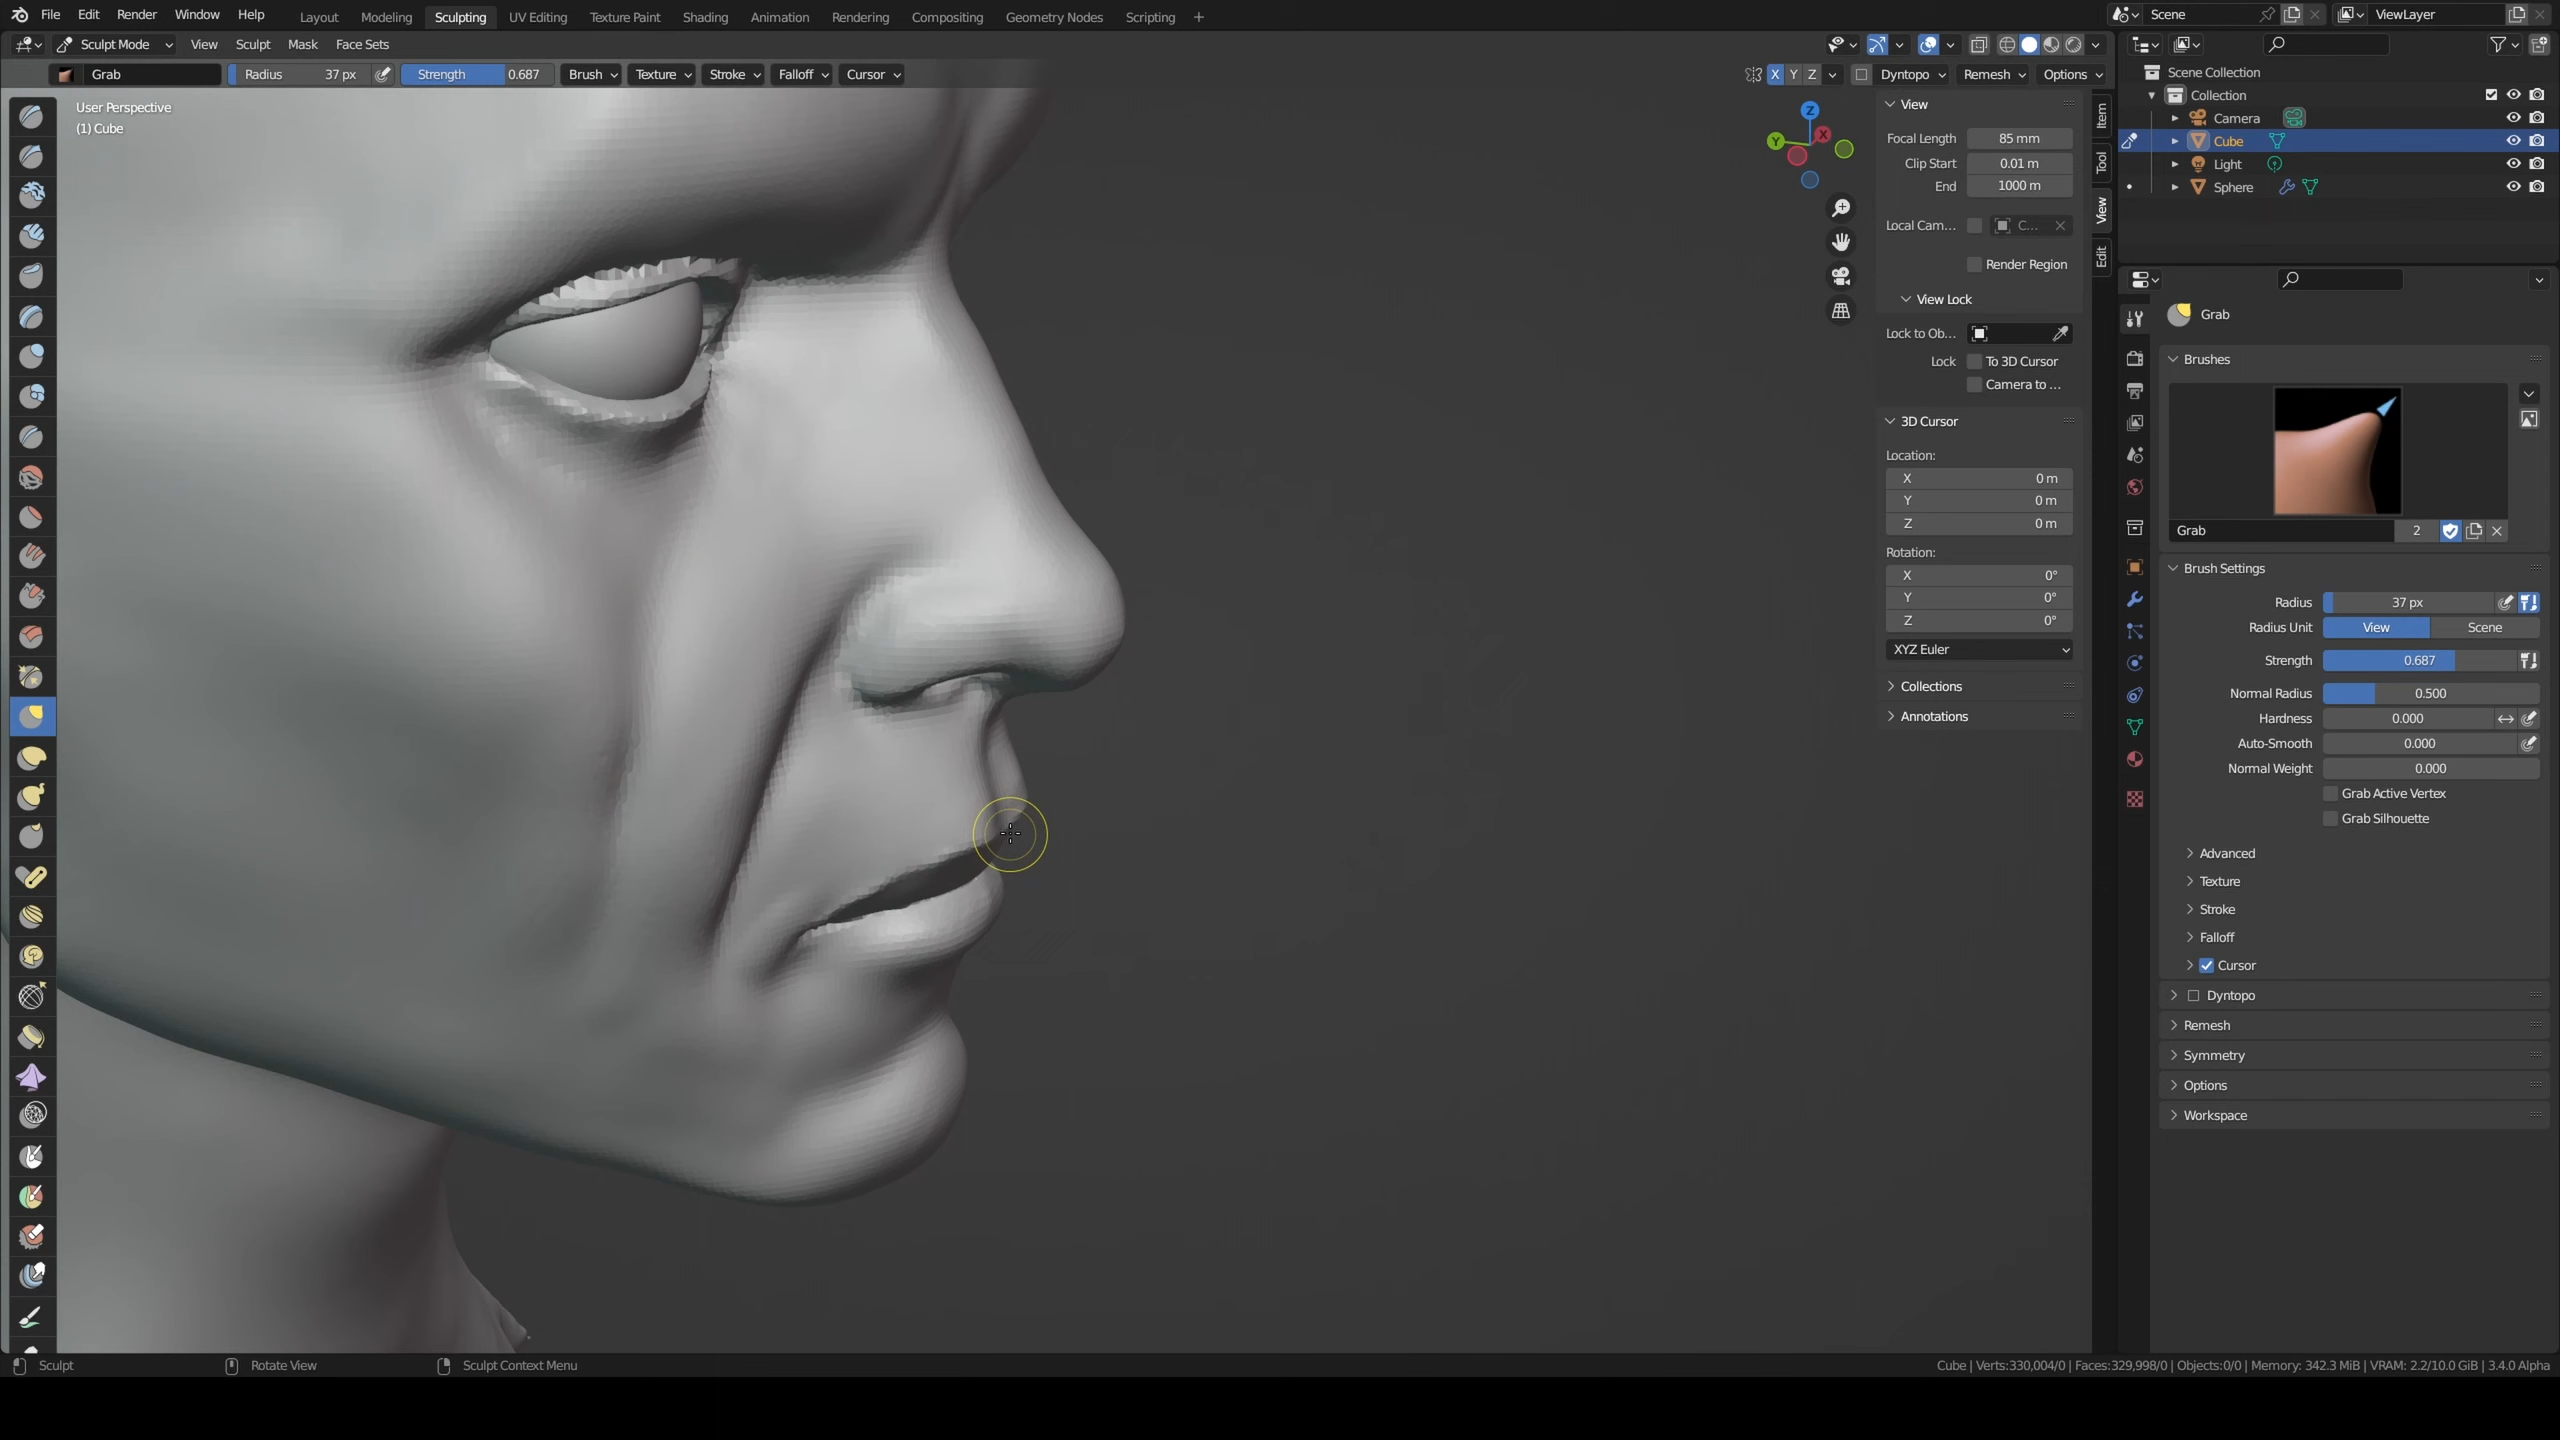 File Edit Render Window Help Layout Modeling Sculpting UV Editing Texture Paint Shading Animation Rendering Compositing Geometry Nodes Scripting + Scene ViewLayer
Sculpt Mode View Sculpt Mask Face Sets
Grab Radius 37 px Strength 0.687 Brush Texture Stroke Falloff Cursor X Y Z Dyntopo Remesh Options
User Perspective
(1) Cube
Z
X
Y
View
Focal Length 85 mm
Clip Start 0.01 m
End 1000 m
Local Cam... C...
Render Region
View Lock
Lock to Ob...
Lock To 3D Cursor
Camera to ...
3D Cursor
Location:
X 0 m
Y 0 m
Z 0 m
Rotation:
X 0°
Y 0°
Z 0°
XYZ Euler
Collections
Annotations
Item
Tool
View
Edit
Scene Collection
Collection
Camera
Cube
Light
Sphere
Grab
Brushes
Grab 2
Brush Settings
Radius 37 px
Radius Unit View Scene
Strength 0.687
Normal Radius 0.500
Hardness 0.000
Auto-Smooth 0.000
Normal Weight 0.000
Grab Active Vertex
Grab Silhouette
Advanced
Texture
Stroke
Falloff
Cursor
Dyntopo
Remesh
Symmetry
Options
Workspace
Sculpt Rotate View Sculpt Context Menu Cube | Verts:330,004/0 | Faces:329,998/0 | Objects:0/0 | Memory: 342.3 MiB | VRAM: 2.2/10.0 GiB | 3.4.0 Alpha